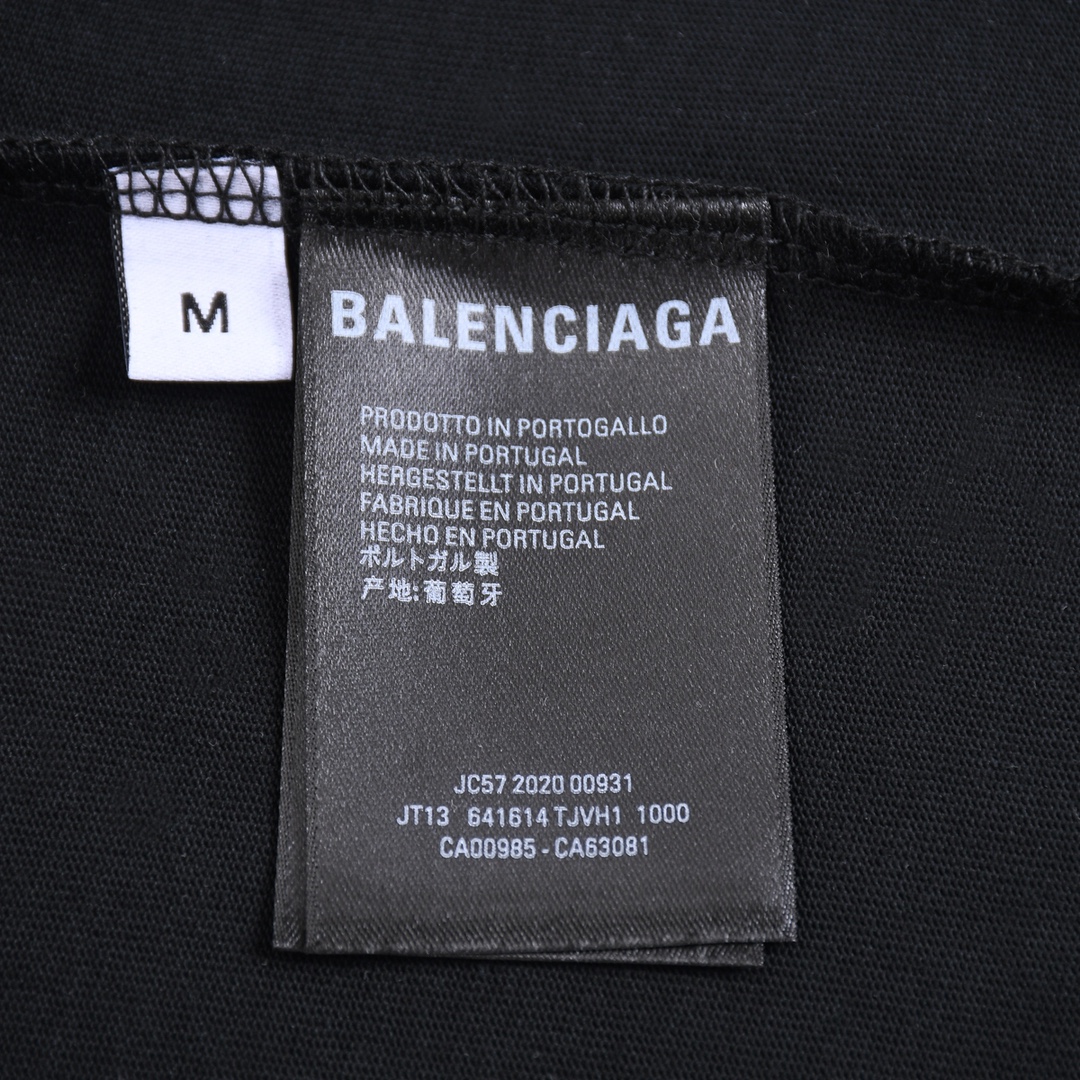 M
BALENCIAGA
PRODOTTO IN PORTOGALLO
MADE IN PORTUGAL
HERGESTELLT IN PORTUGAL
FABRIQUE EN PORTUGAL
HECHO EN PORTUGAL
ポルトガル製
产地:葡萄牙
JC57 2020 00931
JT13 641614 TJVH1 1000
CA00985 - CA63081